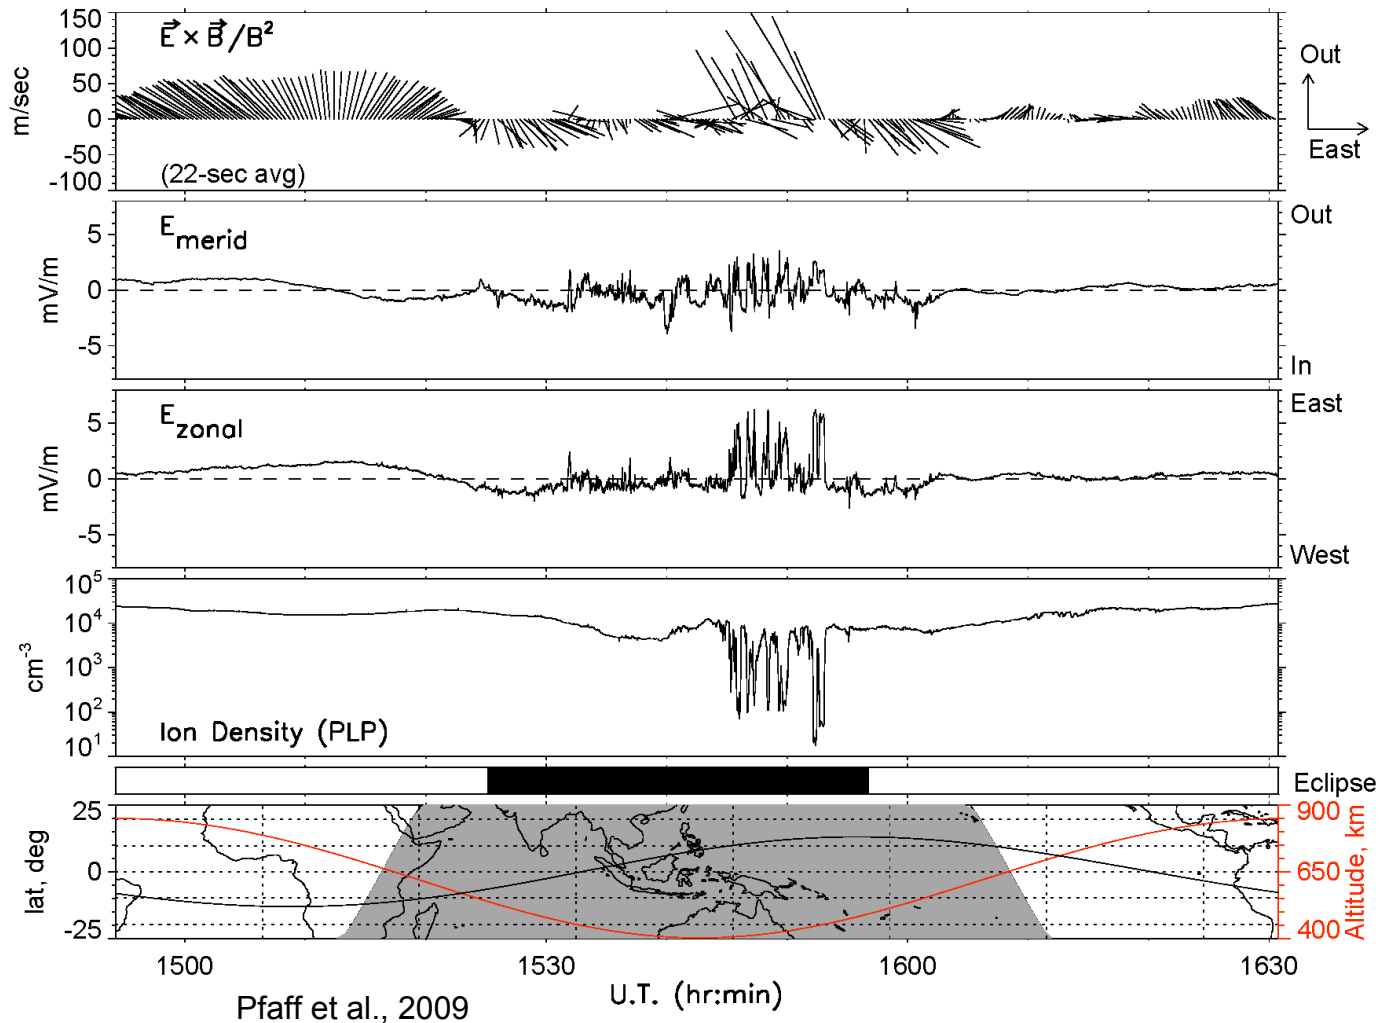 150
100
50
0
-50
-100
m/sec
E × B/B²
(22-sec avg)
Out
East
5
0
-5
mV/m
E merid
Out
In
5
0
-5
mV/m
E zonal
East
West
10⁵
10⁴
10³
10²
10¹
cm⁻³
Ion Density (PLP)
Eclipse
25
0
-25
lat, deg
900
650
400
Altitude, km
1500
1530
1600
1630
U.T. (hr:min)
Pfaff et al., 2009